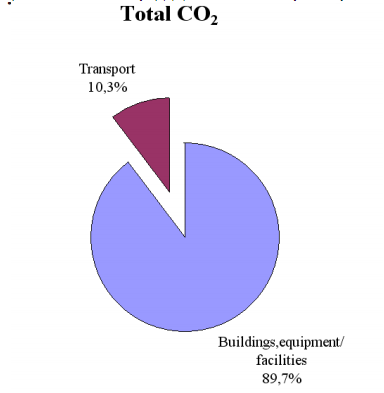 Total CO₂
Transport
10,3%
Buildings,equipment/
facilities
89,7%